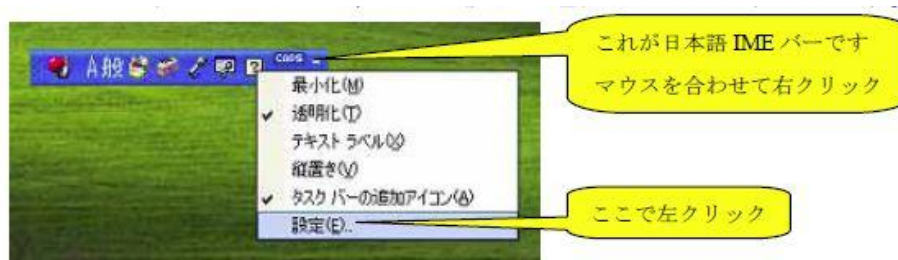 これが日本語 IME バーです
マウスを合わせて右クリック
A 般
CAPS
最小化(M)
透明化(T)
テキスト ラベル(X)
縦置き(V)
タスク バーの追加アイコン(A)
設定(E)..
ここで左クリック